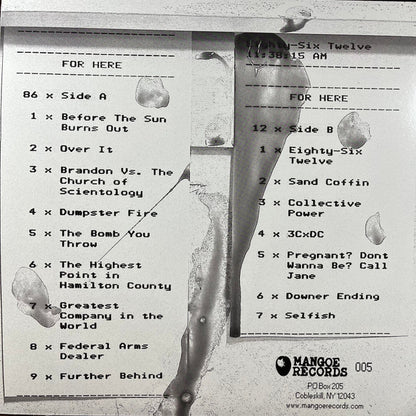 FOR HERE
86 x Side A
1 x Before The Sun
Burns Out
2 x Over It
3 x Brandon Vs. The
Church of
Scientology
4 x Dumpster Fire
5 x The Bomb You
Throw
6 x The Highest
Point in
Hamilton County
7 x Greatest
Company in the
World
8 x Federal Arms
Dealer
9 x Further Behind
Eighty-Six Twelve
11:38:15 AM
FOR HERE
12 x Side B
1 x Eighty-Six
Twelve
2 x Sand Coffin
3 x Collective
Power
4 x 3CxDC
5 x Pregnant? Dont
Wanna Be? Call
Jane
6 x Downer Ending
7 x Selfish
MANGOE
RECORDS 005
PO Box 205
Cobleskill, NY 12043
www.mangoerecords.com